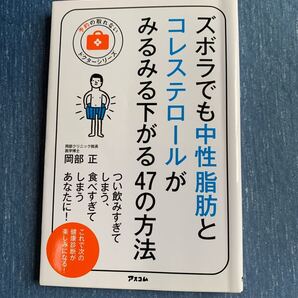 予約の取れない
ドクターシリーズ
ズボラでも中性脂肪と
コレステロールが
みるみる下がる47の方法
岡部クリニック院長
医学博士
岡部 正
つい飲みすぎて
しまう、
食べすぎて
しまう
あなたに!
これで次の
健康診断が
楽しみになる!
アスコム